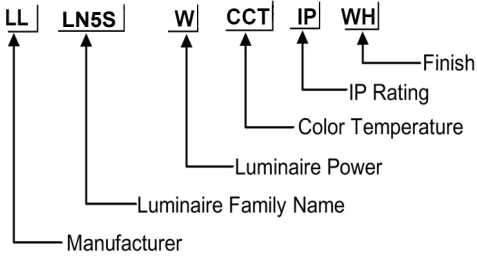 LL LN5S W CCT IP WH
Finish
IP Rating
Color Temperature
Luminaire Power
Luminaire Family Name
Manufacturer